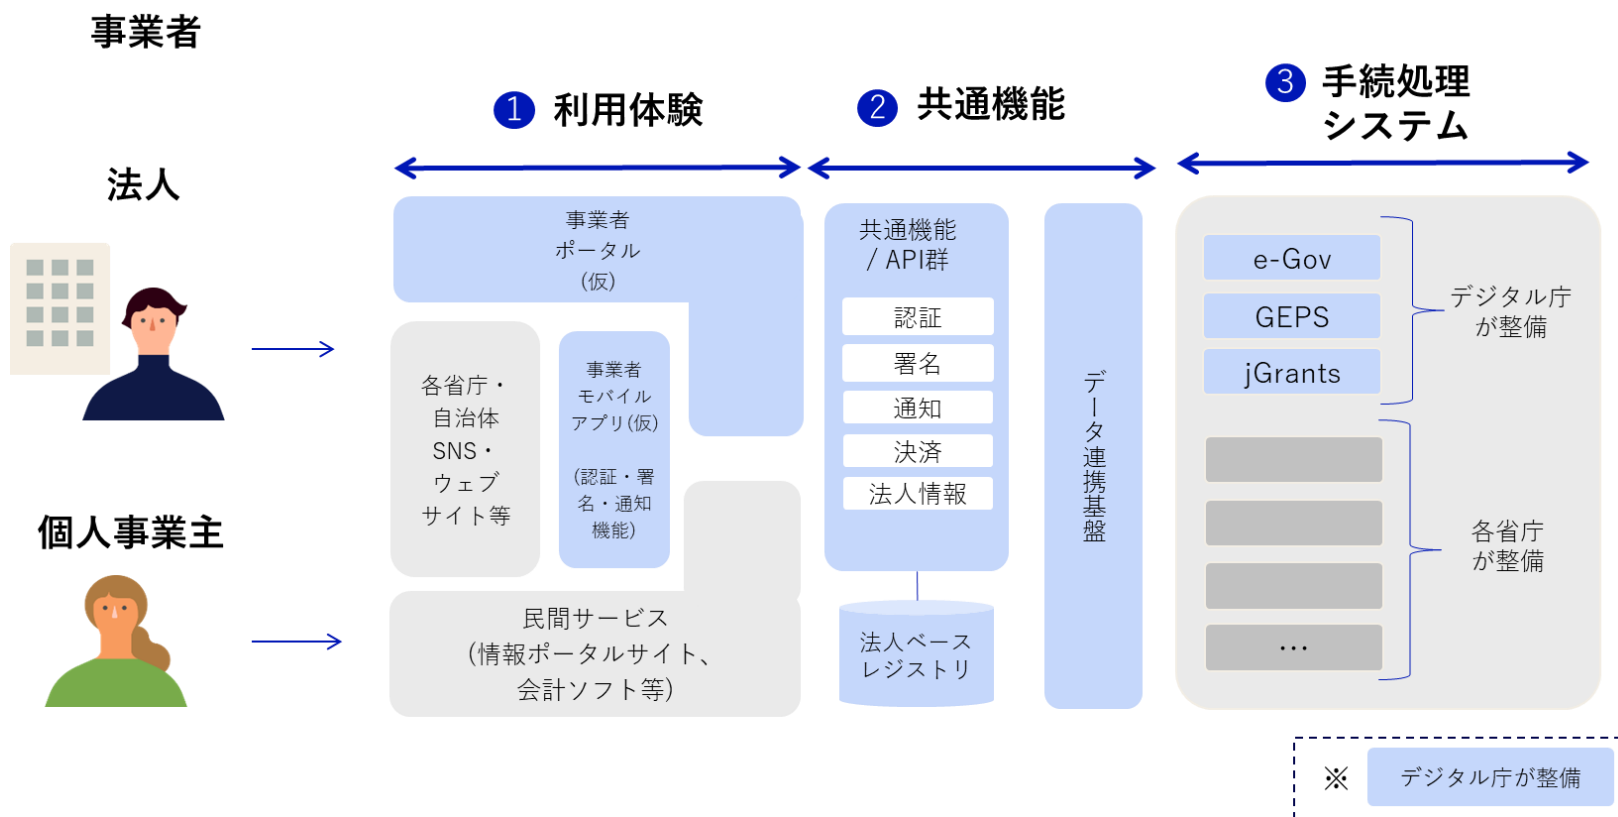 事業者
法人
個人事業主
1 利用体験
事業者
ポータル
(仮)
各省庁・
自治体
SNS・
ウェブ
サイト等
事業者
モバイル
アプリ(仮)
(認証・署
名・通知
機能)
民間サービス
(情報ポータルサイト、
会計ソフト等)
2 共通機能
共通機能
/ API群
認証
署名
通知
決済
法人情報
法人ベース
レジストリ
データ連携基盤
3 手続処理
システム
e-Gov
GEPS
jGrants
デジタル庁
が整備
…
各省庁
が整備
※ デジタル庁が整備